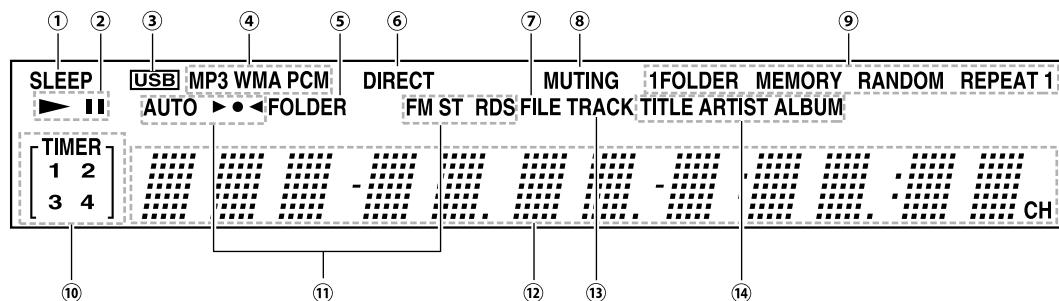 ① ② ③ ④ ⑤ ⑥ ⑦ ⑧ ⑨
SLEEP USB MP3 WMA PCM DIRECT MUTING 1FOLDER MEMORY RANDOM REPEAT 1
AUTO FOLDER FM ST RDS FILE TRACK TITLE ARTIST ALBUM
TIMER
1 2
3 4
CH
⑩ ⑪ ⑫ ⑬ ⑭